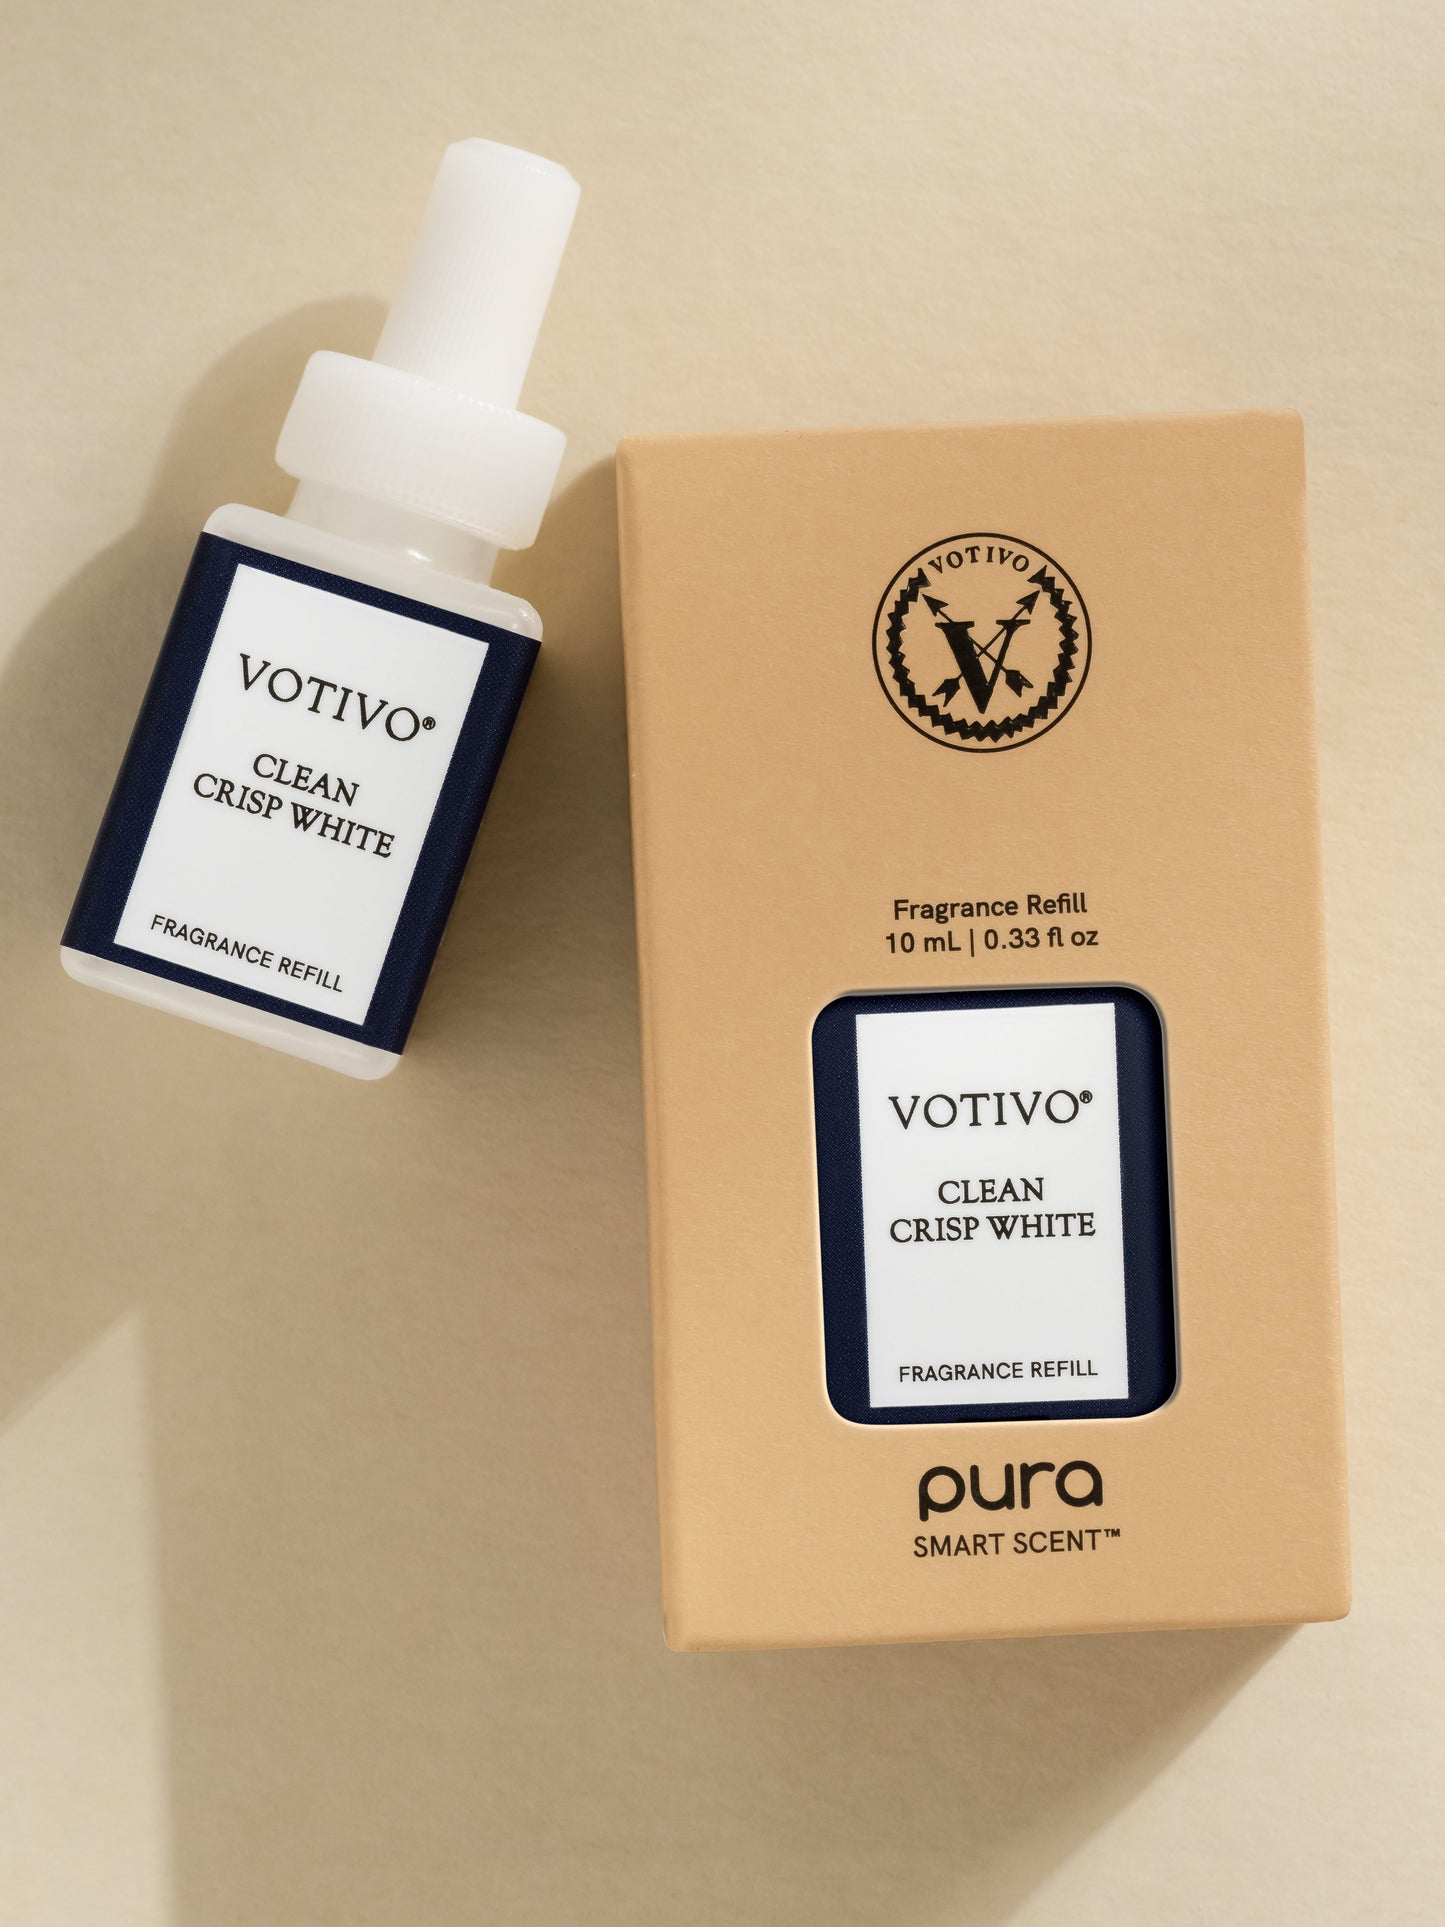 VOTIVO®
CLEAN
CRISP WHITE
FRAGRANCE REFILL
VOTIVO
V
Fragrance Refill
10 mL | 0.33 fl oz
VOTIVO®
CLEAN
CRISP WHITE
FRAGRANCE REFILL
pura
SMART SCENT™